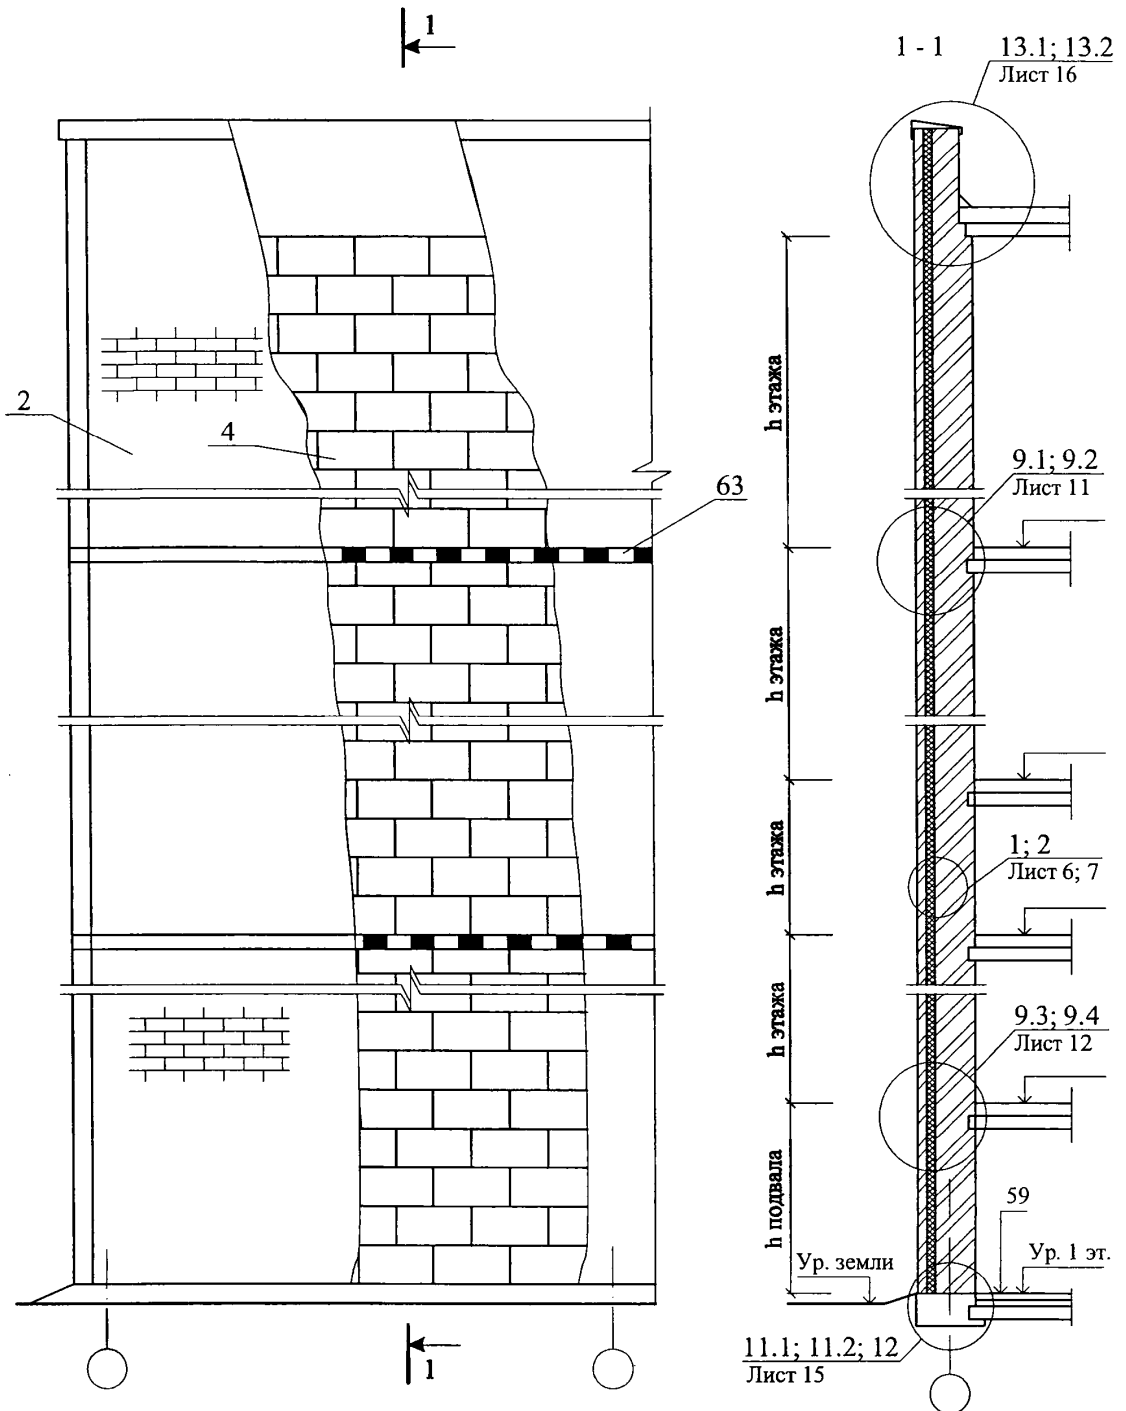 1
1 - 1
13.1; 13.2
Лист 16
h этажа
2
4
63
9.1; 9.2
Лист 11
h этажа
h этажа
1; 2
Лист 6; 7
h этажа
9.3; 9.4
Лист 12
h подвала
59
Ур. земли
Ур. 1 эт.
1
11.1; 11.2; 12
Лист 15